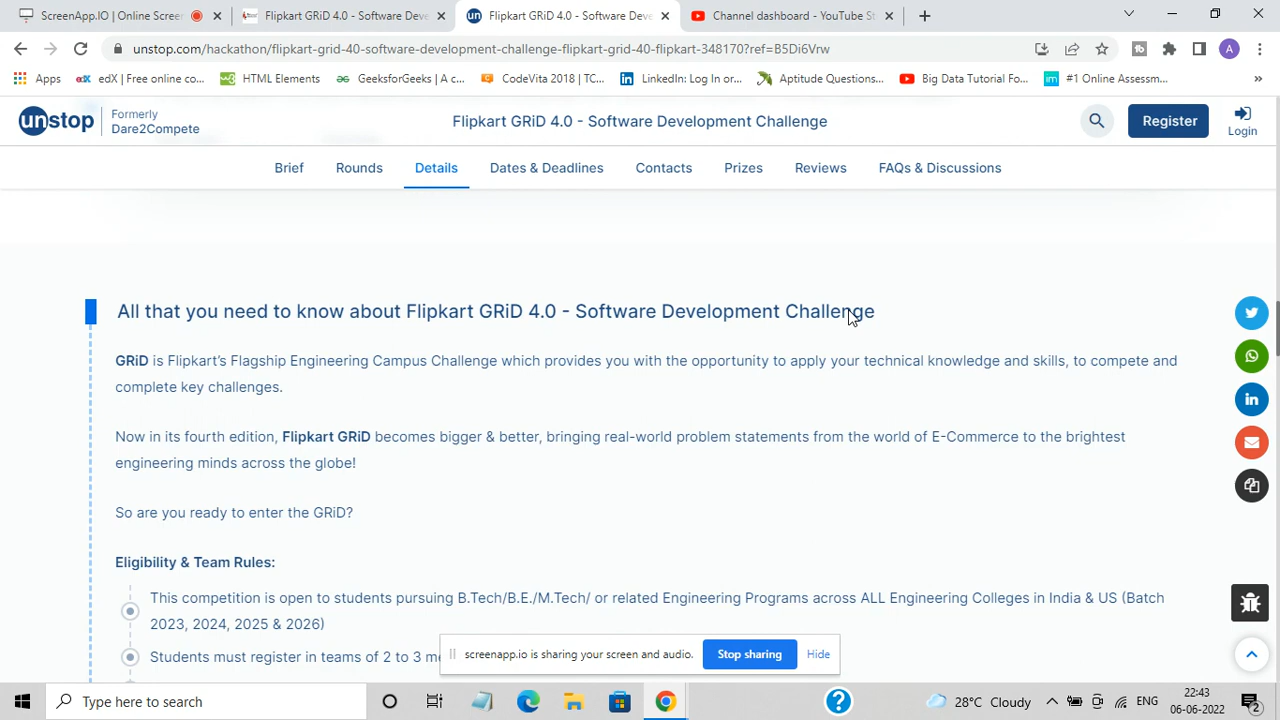 ScreenApp.IO | Online Screen
Flipkart GRiD 4.0 - Software Deve
Flipkart GRiD 4.0 - Software Deve
Channel dashboard - YouTube St
unstop.com/hackathon/flipkart-grid-40-software-development-challenge-flipkart-grid-40-flipkart-348170?ref=B5Di6Vrw
A
Apps
edX | Free online co...
HTML Elements
GeeksforGeeks | A c...
CodeVita 2018 | TC...
LinkedIn: Log In or...
Aptitude Questions...
Big Data Tutorial Fo...
#1 Online Assessm...
»
unstop
Formerly
Dare2Compete
Flipkart GRiD 4.0 - Software Development Challenge
Register
Login
Brief Rounds Details Dates & Deadlines Contacts Prizes Reviews FAQs & Discussions
All that you need to know about Flipkart GRiD 4.0 - Software Development Challenge
GRiD is Flipkart's Flagship Engineering Campus Challenge which provides you with the opportunity to apply your technical knowledge and skills, to compete and
complete key challenges.
Now in its fourth edition, Flipkart GRiD becomes bigger & better, bringing real-world problem statements from the world of E-Commerce to the brightest
engineering minds across the globe!
So are you ready to enter the GRiD?
Eligibility & Team Rules:
This competition is open to students pursuing B.Tech/B.E./M.Tech/ or related Engineering Programs across ALL Engineering Colleges in India & US (Batch
2023, 2024, 2025 & 2026)
Students must register in teams of 2 to 3 me
screenapp.io is sharing your screen and audio.
Stop sharing
Hide
Type here to search
28°C Cloudy
ENG
22:43
06-06-2022
2